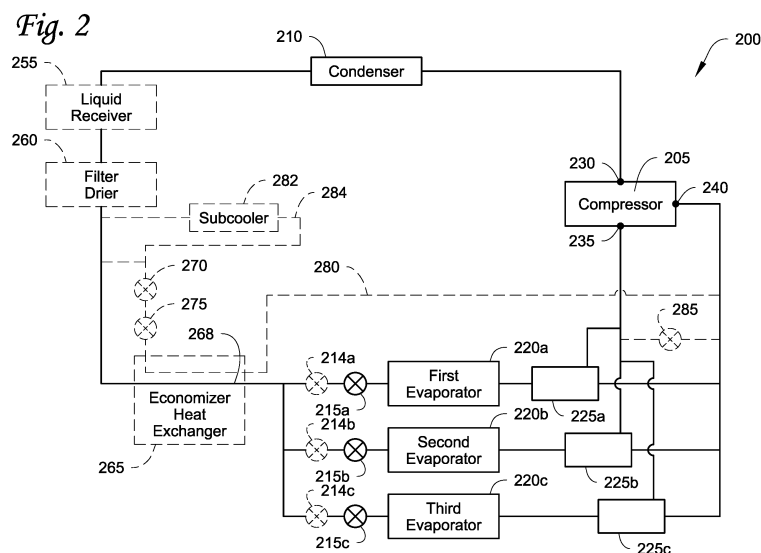 Fig. 2
210
200
Condenser
255
Liquid
Receiver
260
Filter
Drier
230
205
240
Compressor
235
282
284
Subcooler
270
280
275
268
285
214a
220a
First
Evaporator
215a
225a
Economizer
Heat
Exchanger
265
214b
220b
Second
Evaporator
215b
225b
214c
220c
Third
Evaporator
215c
225c